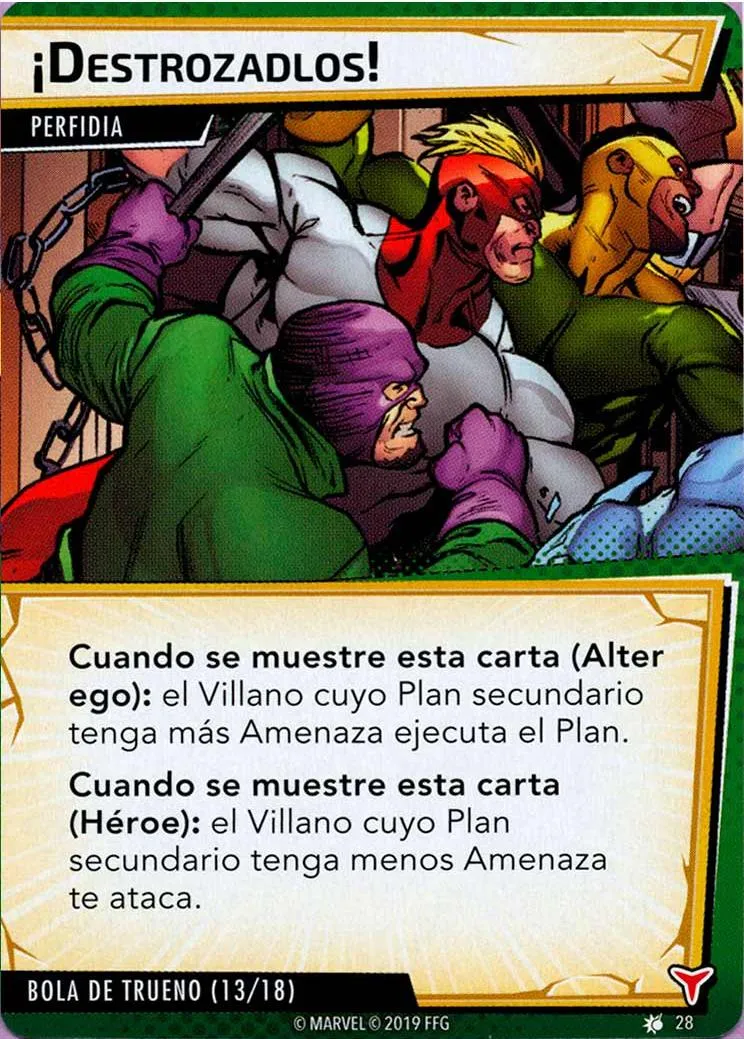 ¡DESTROZADLOS!
PERFIDIA
Cuando se muestre esta carta (Alter
ego): el Villano cuyo Plan secundario
tenga más Amenaza ejecuta el Plan.
Cuando se muestre esta carta
(Héroe): el Villano cuyo Plan
secundario tenga menos Amenaza
te ataca.
BOLA DE TRUENO (13/18)
© MARVEL © 2019 FFG
28